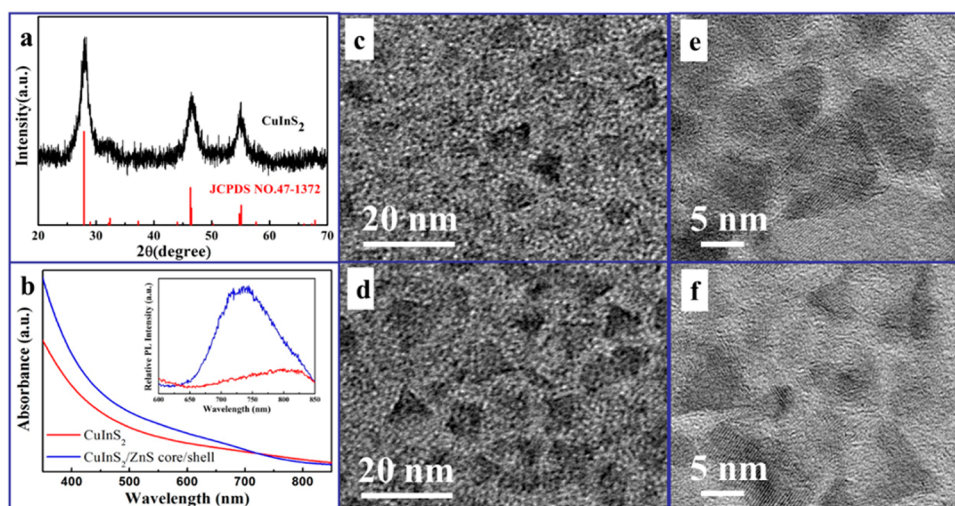 a
Intensity(a.u.)
CuInS2
JCPDS NO.47-1372
20 30 40 50 60 70
2θ(degree)
b
Absorbance (a.u.)
Relative PL Intensity (a.u.)
600 650 700 750 800 850
Wavelength (nm)
CuInS2
CuInS2/ZnS core/shell
400 500 600 700 800
Wavelength (nm)
c
20 nm
d
20 nm
e
5 nm
f
5 nm